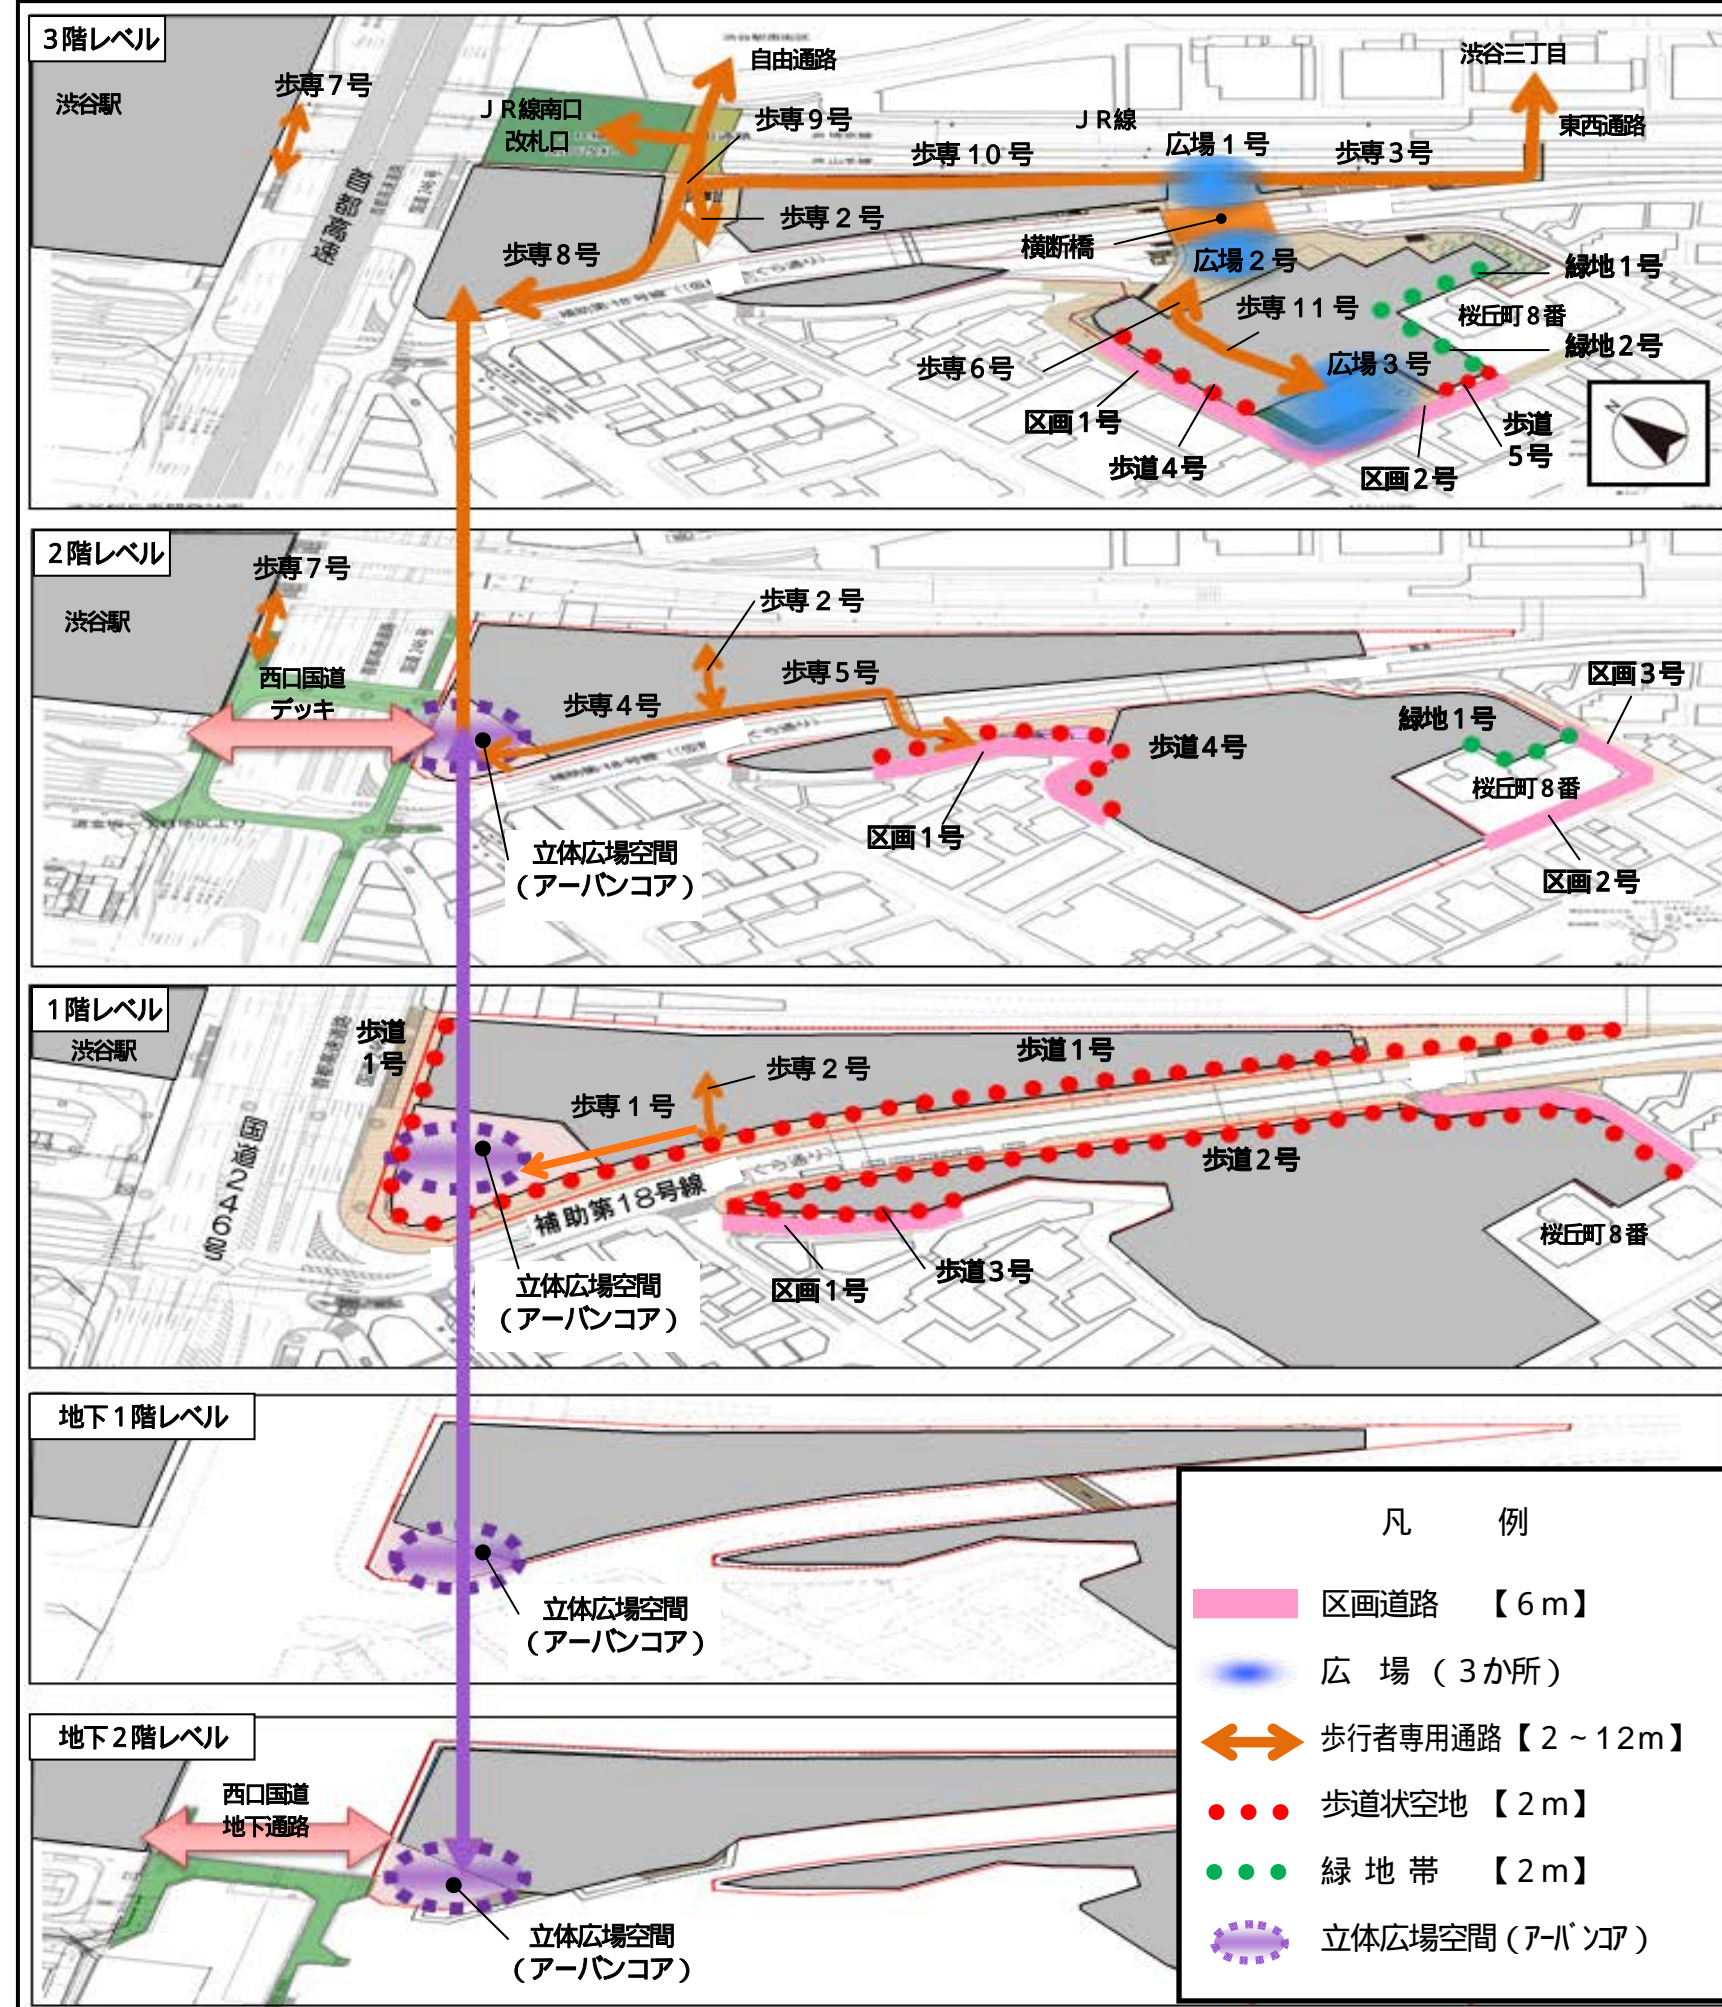 3階レベル
渋谷駅
歩専7号
首都高速
JR線南口
改札口
自由通路
歩専9号
JR線
歩専10号
広場1号
歩専3号
渋谷三丁目
東西通路
歩専2号
歩専8号
横断橋
広場2号
緑地1号
歩専11号
桜丘町8番
緑地2号
歩専6号
広場3号
区画1号
歩道4号
区画2号
歩道
5号
N
2階レベル
歩専7号
渋谷駅
西口国道
デッキ
歩専2号
歩専5号
歩専4号
区画3号
緑地1号
歩道4号
桜丘町8番
区画1号
区画2号
立体広場空間
(アーバンコア)
1階レベル
渋谷駅
歩道
1号
歩道1号
歩専2号
歩専1号
国道246号
歩道2号
補助第18号線
桜丘町8番
歩道3号
区画1号
立体広場空間
(アーバンコア)
地下1階レベル
立体広場空間
(アーバンコア)
地下2階レベル
西口国道
地下通路
立体広場空間
(アーバンコア)
凡 例
区画道路 【6m】
広 場 (3か所)
歩行者専用通路【2~12m】
歩道状空地 【2m】
緑地帯 【2m】
立体広場空間(アーバンコア)